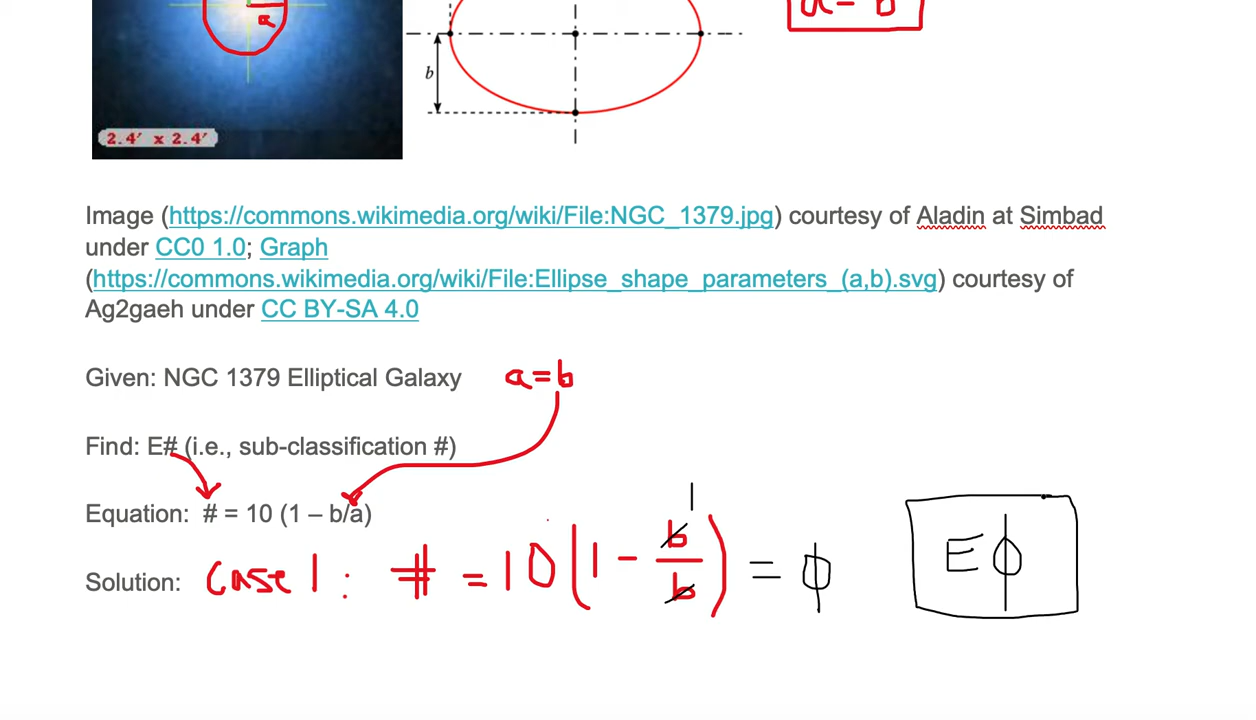 a
a = b
b
2.4' x 2.4'
Image (https://commons.wikimedia.org/wiki/File:NGC_1379.jpg) courtesy of Aladin at Simbad
under CC0 1.0; Graph
(https://commons.wikimedia.org/wiki/File:Ellipse_shape_parameters_(a,b).svg) courtesy of
Ag2gaeh under CC BY-SA 4.0
Given: NGC 1379 Elliptical Galaxy a=b
Find: E# (i.e., sub-classification #)
Equation: # = 10 (1 – b/a)
1
Solution: Case 1: # = 10(1 - b/b) = ϕ
Eϕ